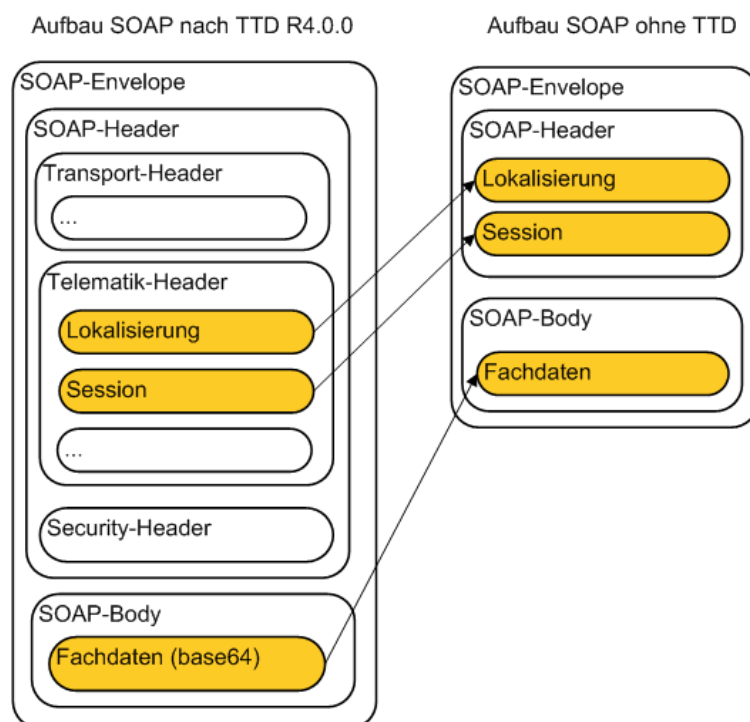 Aufbau SOAP nach TTD R4.0.0
SOAP-Envelope
SOAP-Header
Transport-Header
...
Telematik-Header
Lokalisierung
Session
...
Security-Header
SOAP-Body
Fachdaten (base64)
Aufbau SOAP ohne TTD
SOAP-Envelope
SOAP-Header
Lokalisierung
Session
SOAP-Body
Fachdaten